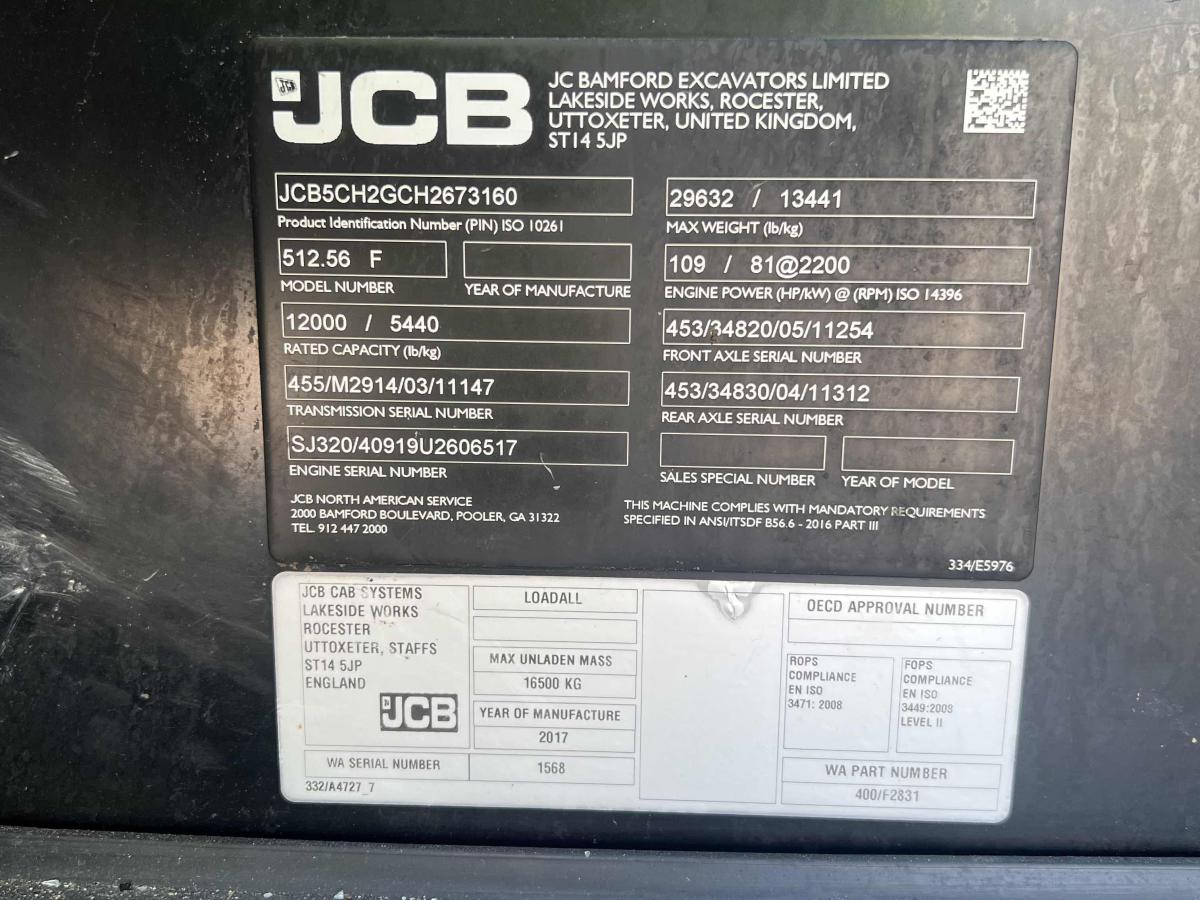 JCB
JC BAMFORD EXCAVATORS LIMITED
LAKESIDE WORKS, ROCESTER,
UTTOXETER, UNITED KINGDOM,
ST14 5JP
JCB5CH2GCH2673160
Product Identification Number (PIN) ISO 10261
29632 / 13441
MAX WEIGHT (lb/kg)
512.56 F
MODEL NUMBER
YEAR OF MANUFACTURE
109 / 81@2200
ENGINE POWER (HP/kW) @ (RPM) ISO 14396
12000 / 5440
RATED CAPACITY (lb/kg)
453/34820/05/11254
FRONT AXLE SERIAL NUMBER
455/M2914/03/11147
TRANSMISSION SERIAL NUMBER
453/34830/04/11312
REAR AXLE SERIAL NUMBER
SJ320/40919U2606517
ENGINE SERIAL NUMBER
SALES SPECIAL NUMBER
YEAR OF MODEL
JCB NORTH AMERICAN SERVICE
2000 BAMFORD BOULEVARD, POOLER, GA 31322
TEL. 912 447 2000
THIS MACHINE COMPLIES WITH MANDATORY REQUIREMENTS
SPECIFIED IN ANSI/ITSDF B56.6 - 2016 PART III
334/E5976
JCB CAB SYSTEMS
LAKESIDE WORKS
ROCESTER
UTTOXETER, STAFFS
ST14 5JP
ENGLAND
JCB
WA SERIAL NUMBER
332/A4727_7
LOADALL
MAX UNLADEN MASS
16500 KG
YEAR OF MANUFACTURE
2017
1568
OECD APPROVAL NUMBER
ROPS
COMPLIANCE
EN ISO
3471: 2008
FOPS
COMPLIANCE
EN ISO
3449:2008
LEVEL II
WA PART NUMBER
400/F2831